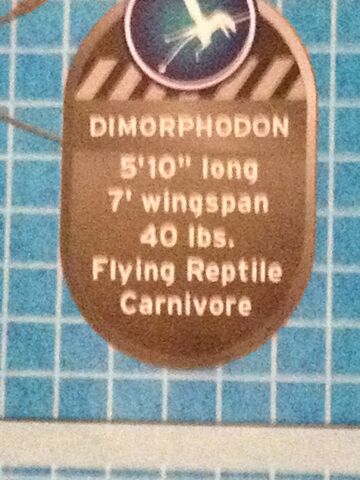 DIMORPHODON
5'10" long
7' wingspan
40 lbs.
Flying Reptile
Carnivore